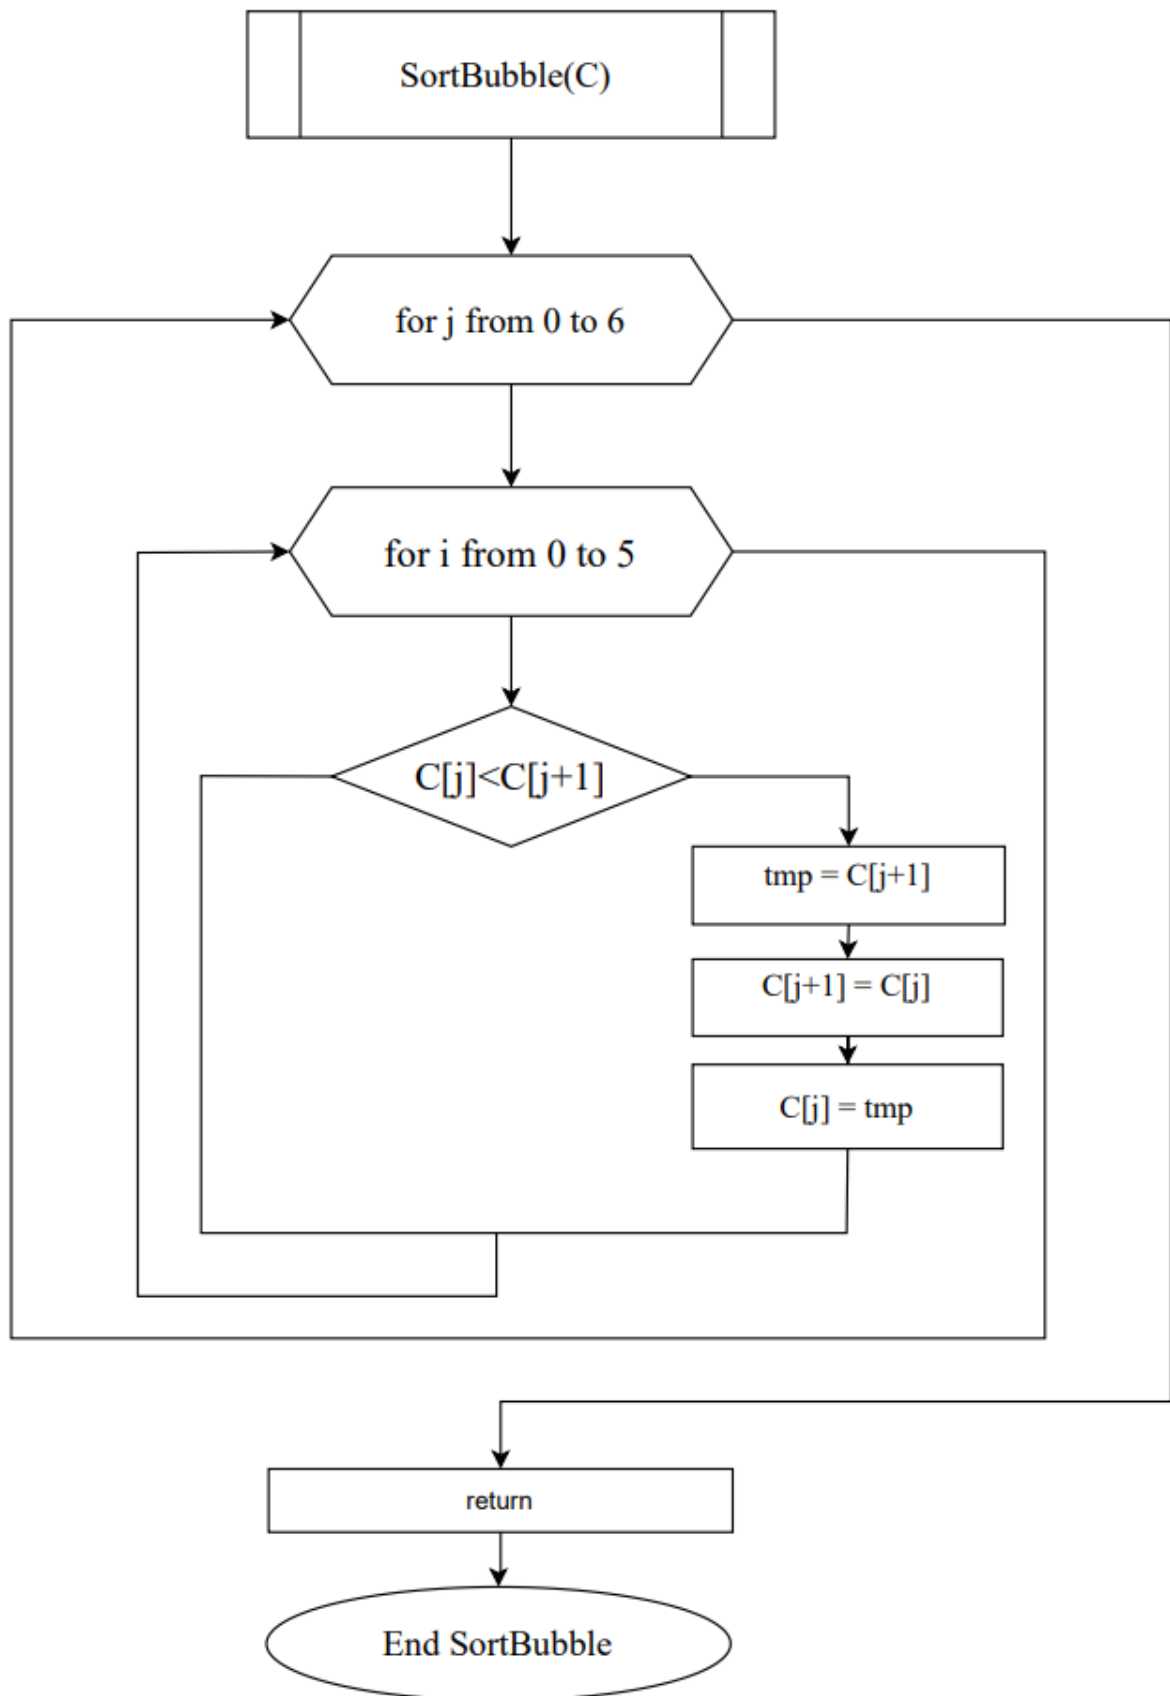 SortBubble(C)
for j from 0 to 6
for i from 0 to 5
C[j]<C[j+1]
tmp = C[j+1]
C[j+1] = C[j]
C[j] = tmp
return
End SortBubble